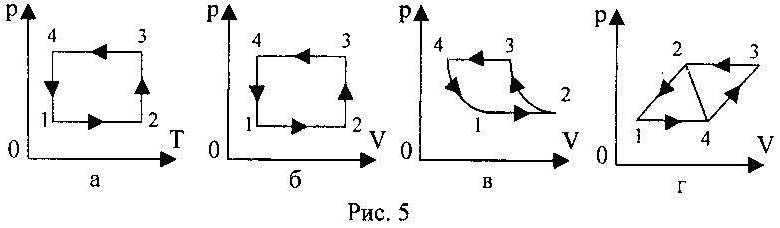 p 4 3 1 2 0 T
p 4 3 1 2 0 V
p 4 3 1 2 0 V
p 2 3 1 4 0 V
а б в г
Рис. 5